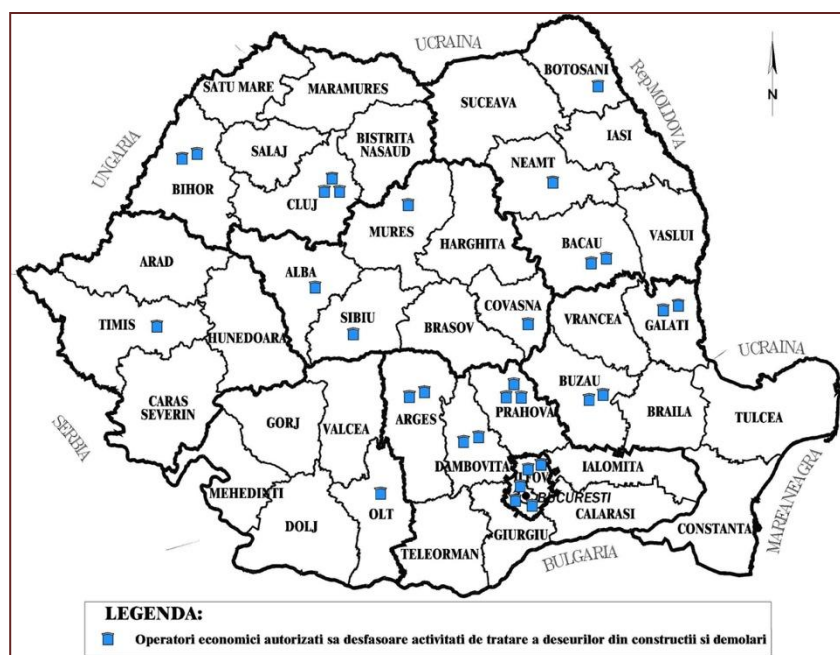 UCRAINA
BOTOSANI
Rep.MOLDOVA
SATU MARE
MARAMURES
SUCEAVA
N
IASI
UNGARIA
SALAJ
BISTRITA
NASAUD
NEAMT
BIHOR
CLUJ
MURES
HARGHITA
BACAU
VASLUI
ARAD
ALBA
TIMIS
SIBIU
BRASOV
COVASNA
VRANCEA
GALATI
HUNEDOARA
UCRAINA
CARAS
SEVERIN
SERBIA
GORJ
VALCEA
ARGES
PRAHOVA
BUZAU
BRAILA
TULCEA
DAMBOVITA
ILFOV
IALOMITA
MEHEDINTI
OLT
BUCURESTI
CALARASI
MAREANEAGRA
DOLJ
TELEORMAN
GIURGIU
CONSTANTA
BULGARIA
LEGENDA:
Operatori economici autorizati sa desfasoare activitati de tratare a deseurilor din constructii si demolari